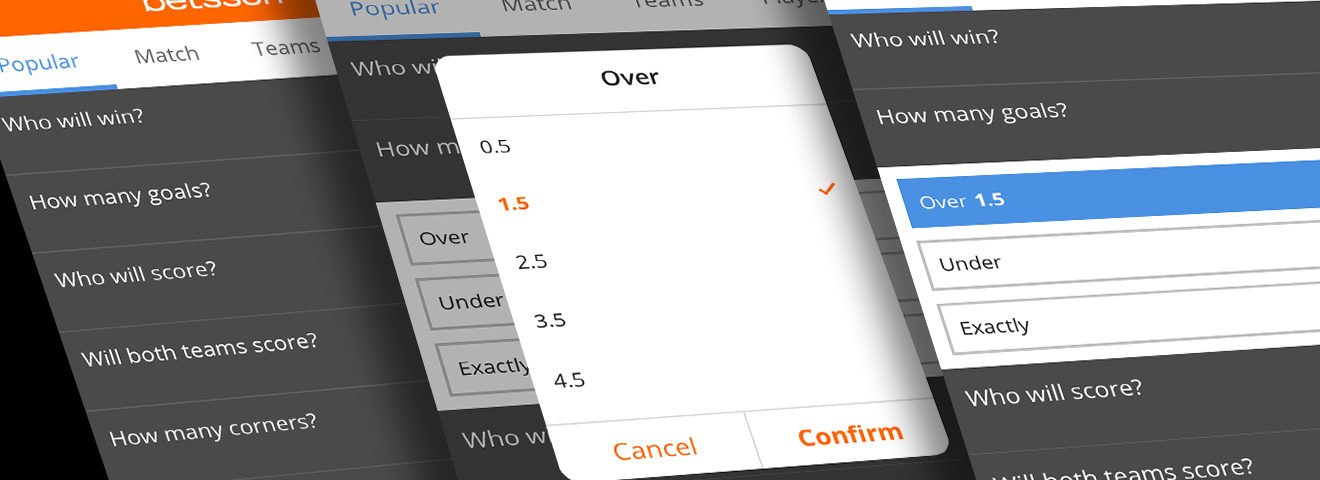 betsson
Popular
Match
Teams
Who will win?
How many goals?
Who will score?
Will both teams score?
How many corners?
Popular
Match
Teams
Player
Who wi
How m
Over
Under
Exactly
Who w
Over
0.5
1.5
2.5
3.5
4.5
Cancel
Confirm
Who will win?
How many goals?
Over 1.5
Under
Exactly
Who will score?
Will both teams score?